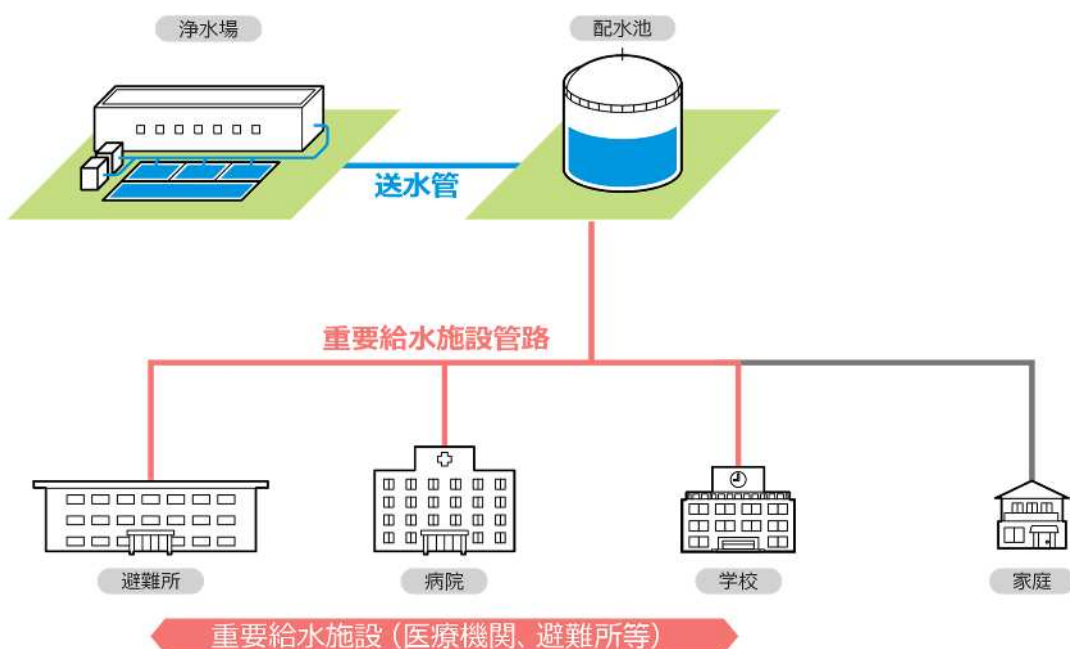 浄水場
配水池
送水管
重要給水施設管路
避難所
病院
学校
家庭
重要給水施設（医療機関、避難所等）